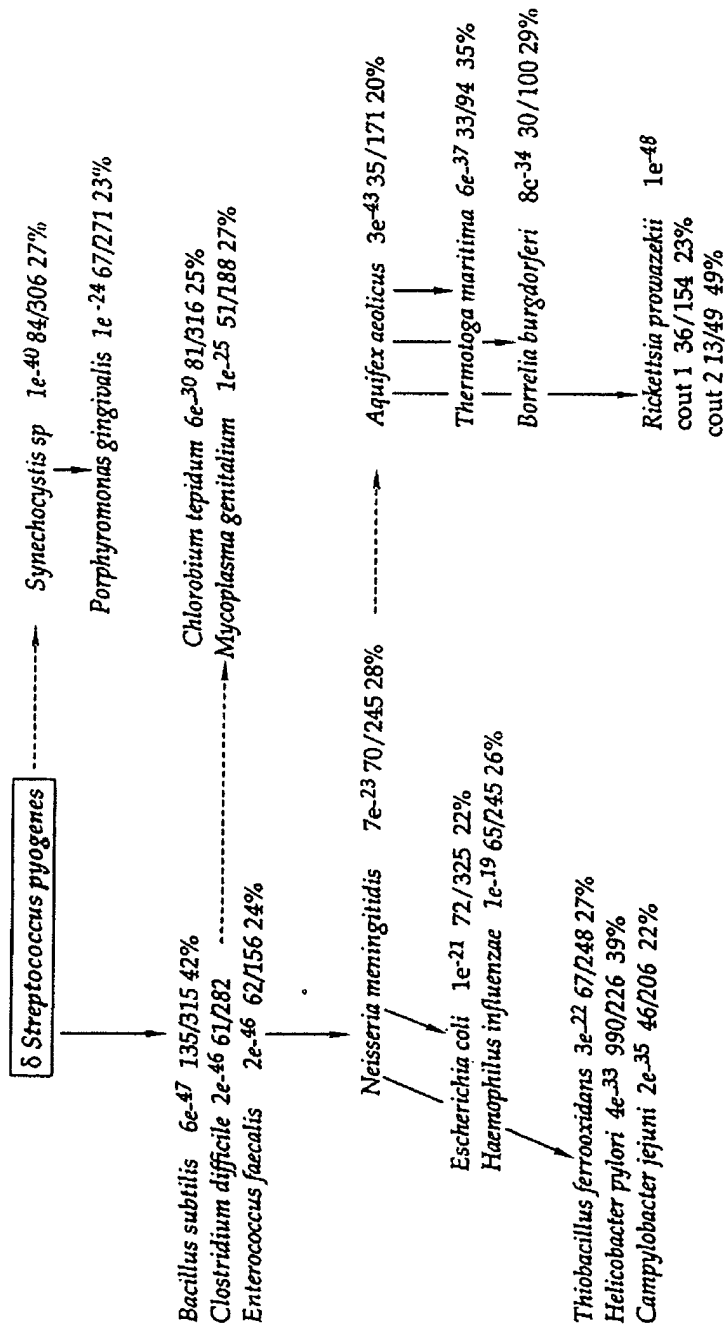 δ Streptococcus pyogenes
Synechocystis sp 1e-40 84/306 27%
Porphyromonas gingivalis 1e-24 67/271 23%
Bacillus subtilis 6e-47 135/315 42%
Clostridium difficile 2e-46 61/282
Enterococcus faecalis 2e-46 62/156 24%
Chlorobium tepidum 6e-30 81/316 25%
Mycoplasma genitalium 1e-25 51/188 27%
Neisseria meningitidis 7e-23 70/245 28%
Aquifex aeolicus 3e-43 35/171 20%
Escherichia coli 1e-21 72/325 22%
Haemophilus influenzae 1e-19 65/245 26%
Thermotoga maritima 6e-37 33/94 35%
Borrelia burgdorferi 8c-34 30/100 29%
Thiobacillus ferrooxidans 3e-22 67/248 27%
Helicobacter pylori 4e-33 990/226 39%
Campylobacter jejuni 2e-35 46/206 22%
Rickettsia prowazekii 1e-48
cout 1 36/154 23%
cout 2 13/49 49%